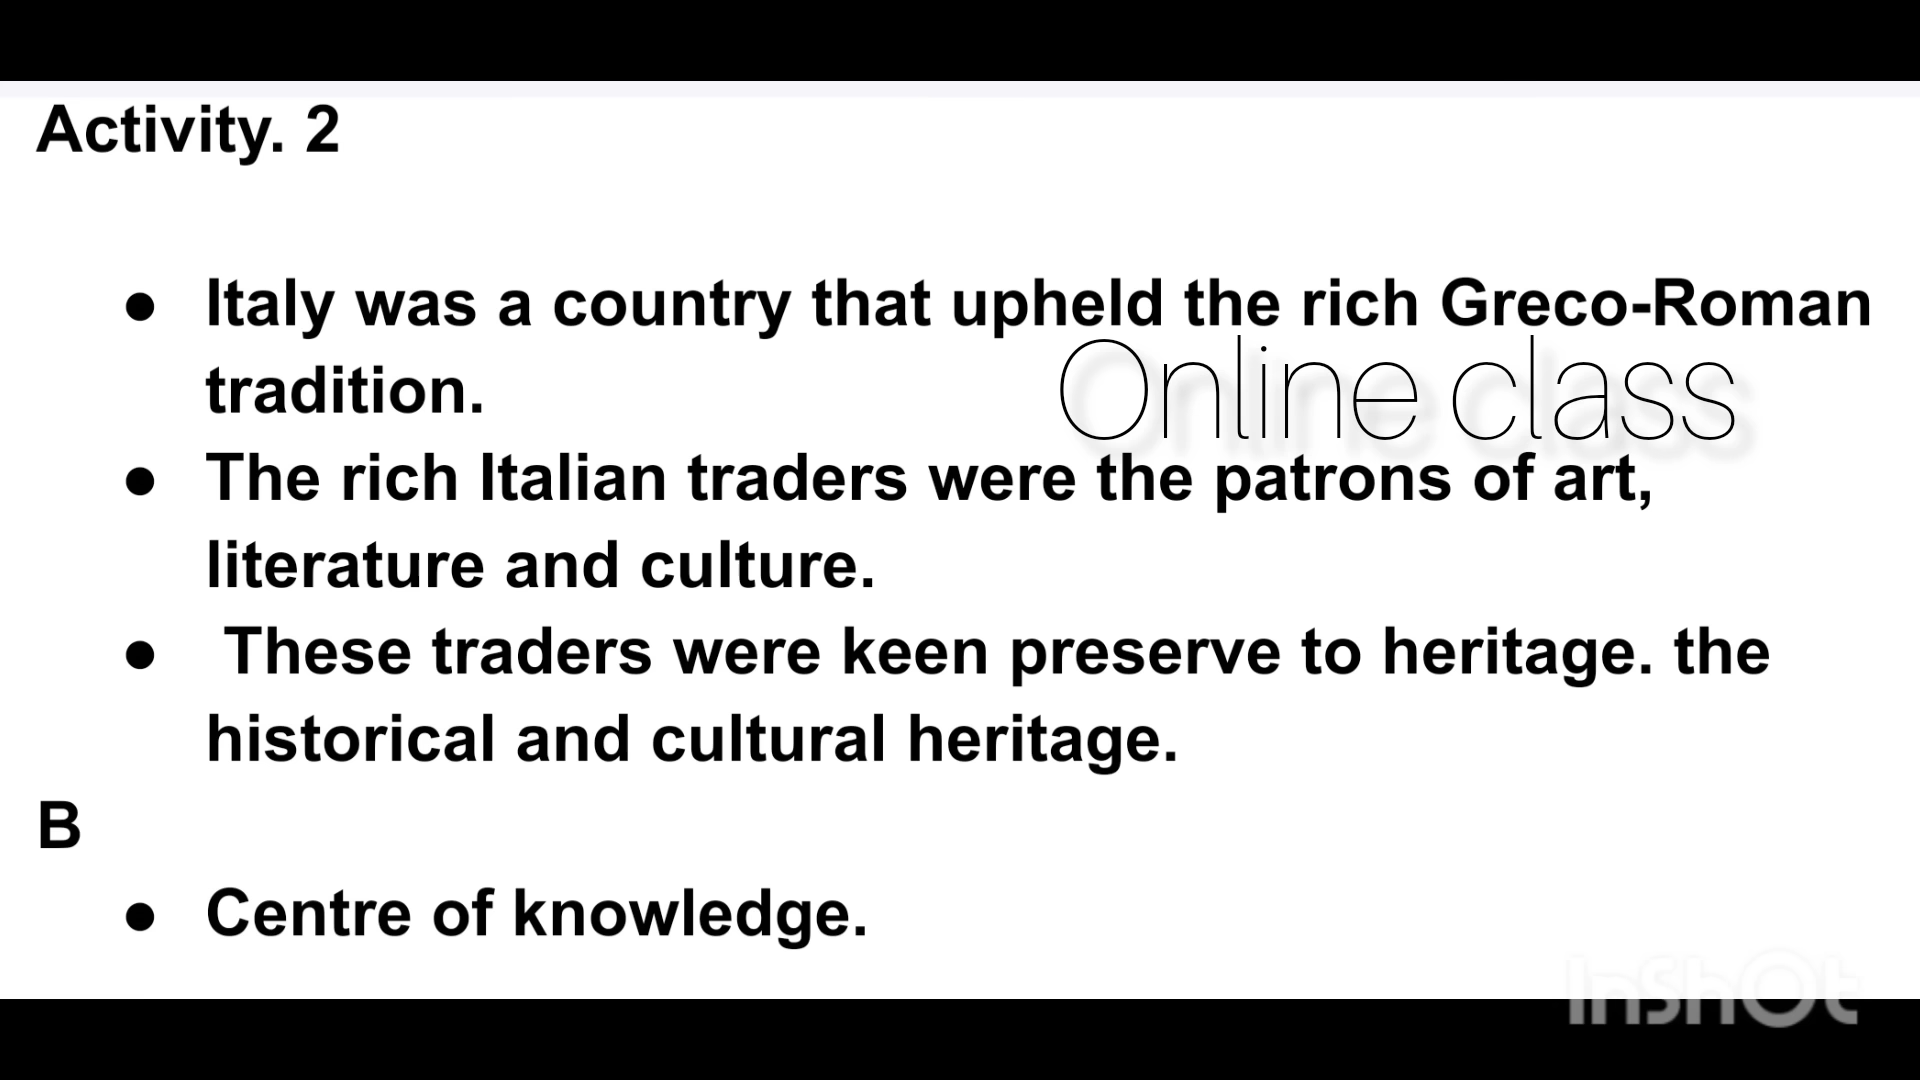 Activity. 2
● Italy was a country that upheld the rich Greco-Roman
tradition.
Online class
● The rich Italian traders were the patrons of art,
literature and culture.
● These traders were keen preserve to heritage. the
historical and cultural heritage.
B
● Centre of knowledge.
InShOt